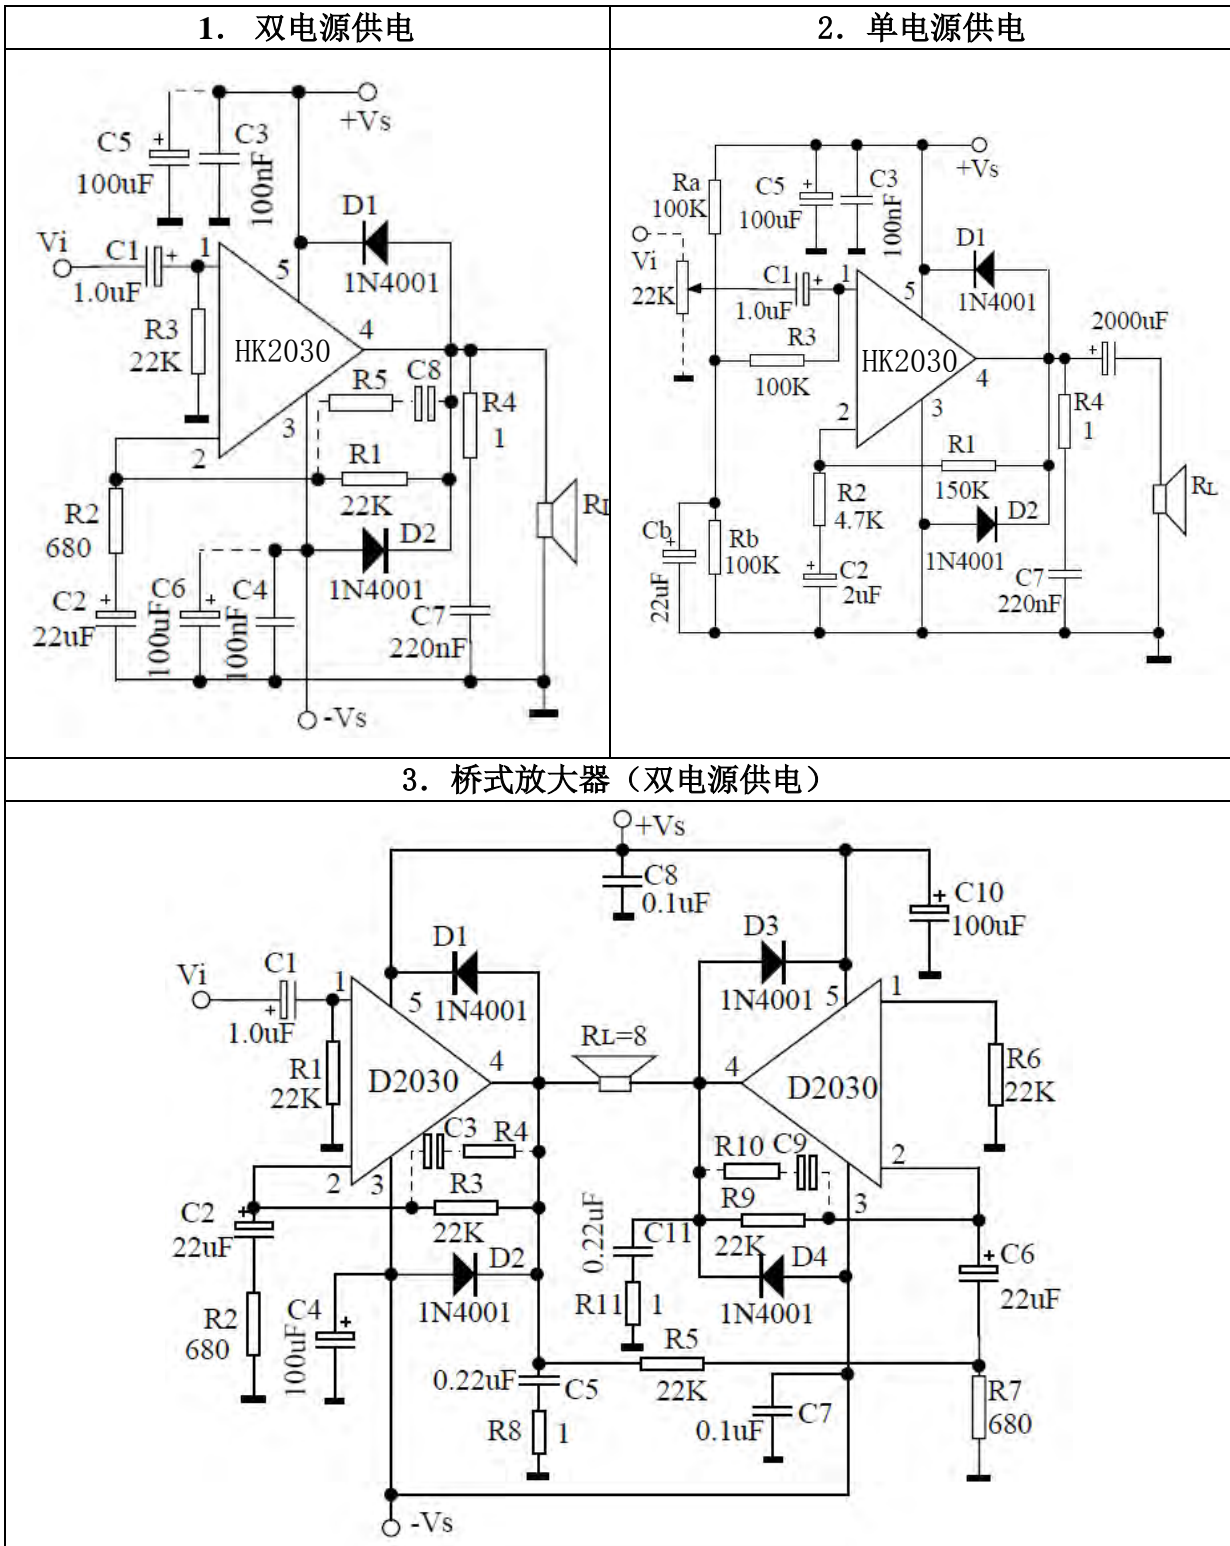 1. 双电源供电
2. 单电源供电
+Vs
C5
+
100uF
C3
100nF
D1
1N4001
Vi
C1
+
1.0uF
1
5
R3
22K
HK2030
4
R5
C8
R4
1
3
2
R1
22K
R2
680
D2
1N4001
C2
+
22uF
C6
+
100uF
C4
100nF
C7
220nF
RL
-Vs
+Vs
Ra
100K
C5
+
100uF
C3
100nF
Vi
22K
C1
+
1.0uF
1
5
D1
1N4001
2000uF
+
R3
100K
HK2030
4
2
3
R4
1
R1
150K
R2
4.7K
D2
1N4001
RL
Cb
+
22uF
Rb
100K
+
C2
2uF
C7
220nF
3. 桥式放大器（双电源供电）
+Vs
C8
0.1uF
+
C10
100uF
D1
1N4001
D3
1N4001
Vi
C1
+
1.0uF
1
5
5
1
R1
22K
D2030
4
RL=8
4
D2030
R6
22K
C3
R4
R10
C9
2
3
2
3
R3
22K
R9
22K
C2
+
22uF
0.22uF
C11
D2
1N4001
D4
1N4001
+
C6
22uF
R2
680
C4
+
100uF
R11
1
R5
22K
0.22uF
C5
R8
1
0.1uF
C7
R7
680
-Vs